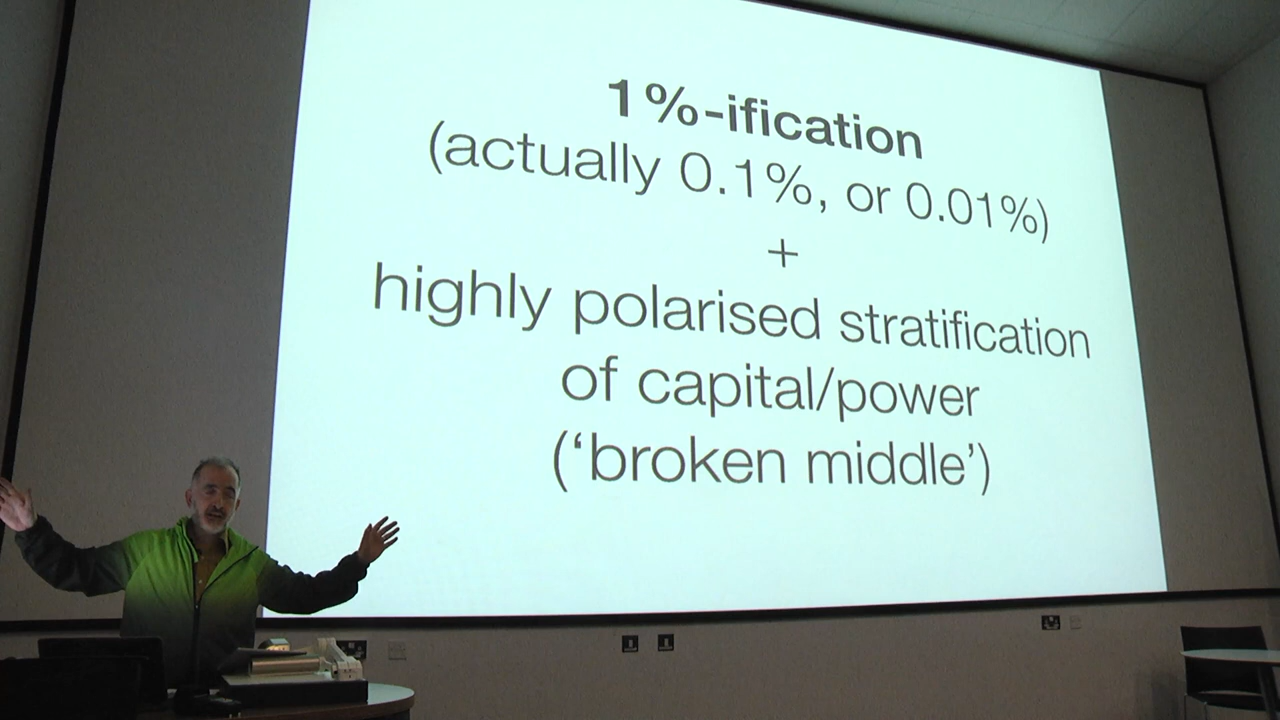 1%-ification
(actually 0.1%, or 0.01%)
+
highly polarised stratification
of capital/power
(‘broken middle’)